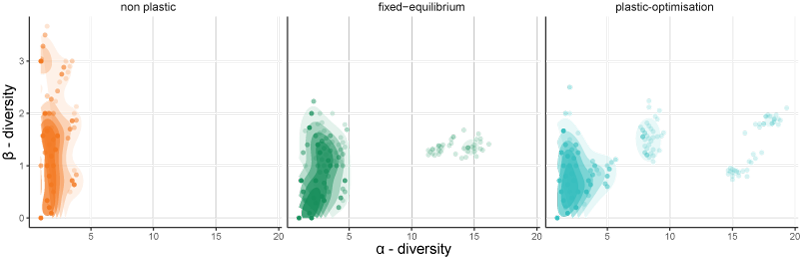 non plastic
fixed−equilibrium
plastic-optimisation
β - diversity
3
2
1
0
5 10 15 20
5 10 15 20
5 10 15 20
α - diversity